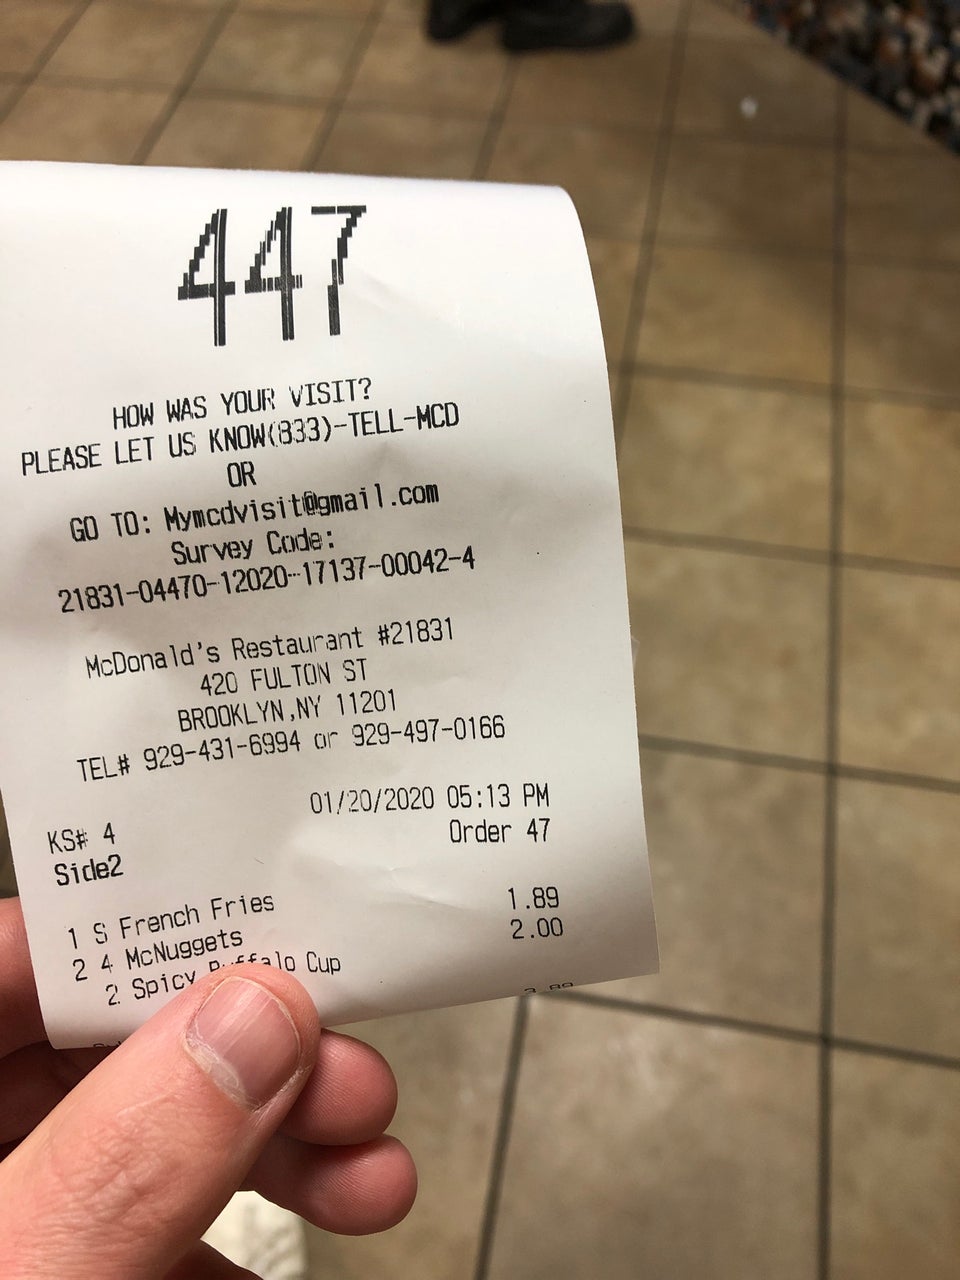 447
HOW WAS YOUR VISIT?
PLEASE LET US KNOW(833)-TELL-MCD
OR
GO TO: Mymcdvisit@gmail.com
Survey Code:
21831-04470-12020-17137-00042-4
McDonald's Restaurant #21831
420 FULTON ST
BROOKLYN,NY 11201
TEL# 929-431-6994 or 929-497-0166
01/20/2020 05:13 PM
KS# 4
Order 47
Side2
1 S French Fries 1.89
2 4 McNuggets 2.00
2 Spicy Buffalo Cup